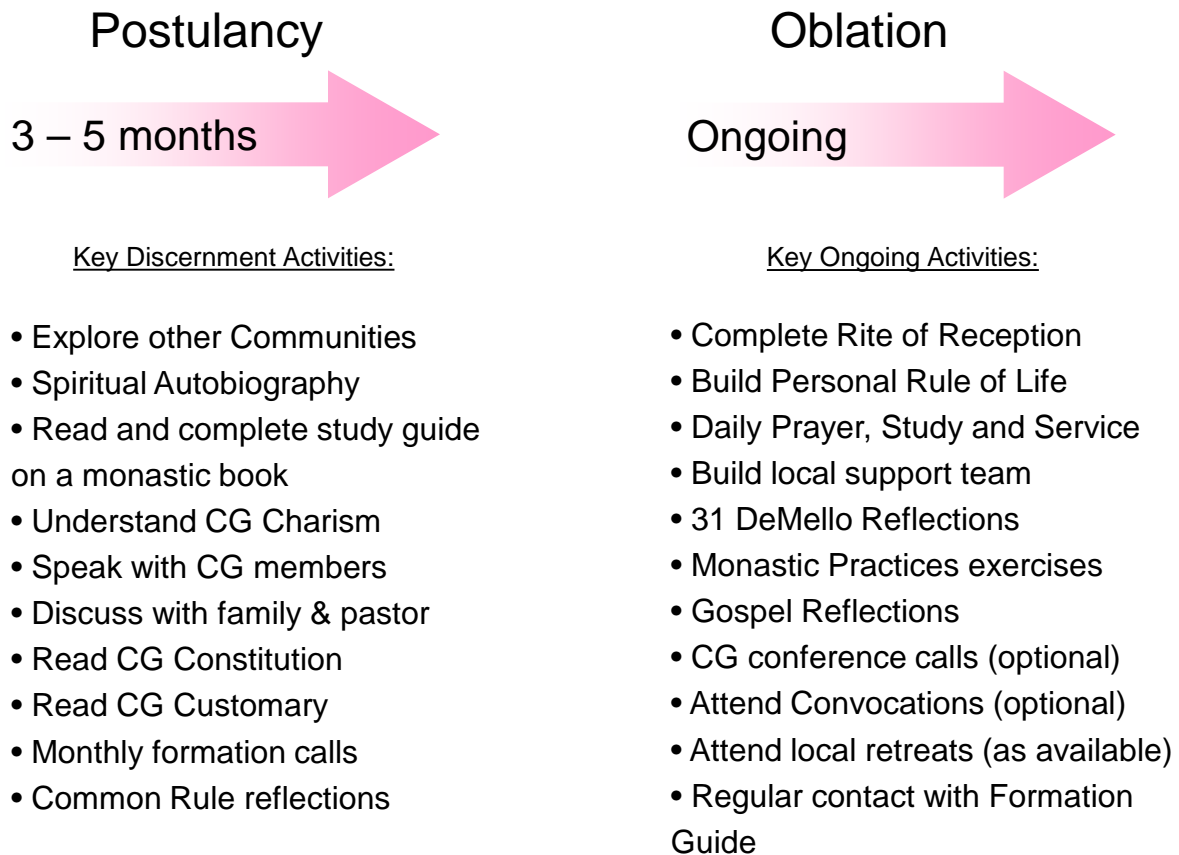 Postulancy
3 – 5 months
Key Discernment Activities:
• Explore other Communities
• Spiritual Autobiography
• Read and complete study guide
on a monastic book
• Understand CG Charism
• Speak with CG members
• Discuss with family & pastor
• Read CG Constitution
• Read CG Customary
• Monthly formation calls
• Common Rule reflections
Oblation
Ongoing
Key Ongoing Activities:
• Complete Rite of Reception
• Build Personal Rule of Life
• Daily Prayer, Study and Service
• Build local support team
• 31 DeMello Reflections
• Monastic Practices exercises
• Gospel Reflections
• CG conference calls (optional)
• Attend Convocations (optional)
• Attend local retreats (as available)
• Regular contact with Formation
Guide